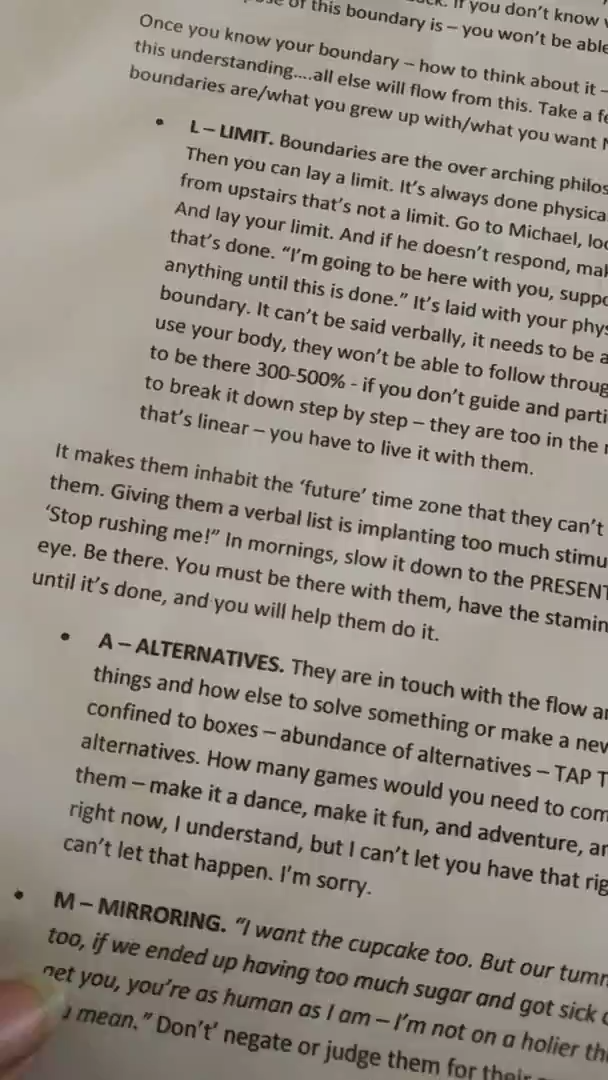 of this boundary is – you won't be able
Once you know your boundary – how to think about it –
this understanding....all else will flow from this. Take a
boundaries are/what you grew up with/what you want
• L – LIMIT. Boundaries are the over arching
Then you can lay a limit. It's always done
from upstairs that's not a limit. Go to Michael,
And lay your limit. And if he doesn't respond,
that's done. "I'm going to be here with you,
anything until this is done." It's laid with your
boundary. It can't be said verbally, it needs to be
use your body, they won't be able to follow
to be there 300-500% - if you don't guide and
to break it down step by step – they are too in the
that's linear – you have to live it with them.
It makes them inhabit the 'future' time zone that they can't
them. Giving them a verbal list is implanting too much
'Stop rushing me!" In mornings, slow it down to the PRESENT
eye. Be there. You must be there with them, have the
until it's done, and you will help them do it.
• A – ALTERNATIVES. They are in touch with the flow
things and how else to solve something or make a
confined to boxes – abundance of alternatives – TAP
alternatives. How many games would you need to
them – make it a dance, make it fun, and adventure,
right now, I understand, but I can't let you have that
can't let that happen. I'm sorry.
• M – MIRRORING. "I want the cupcake too. But our
too, if we ended up having too much sugar and got sick
you, you're as human as I am – I'm not on a holier
mean." Don't' negate or judge them for their